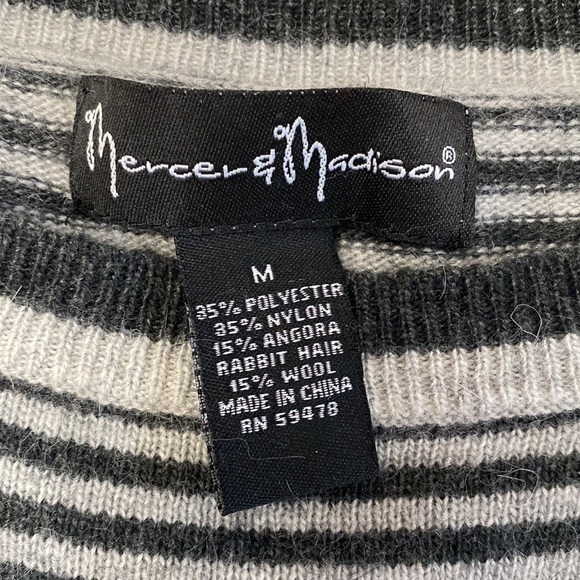 Mercer & Madison®
M
35% POLYESTER
35% NYLON
15% ANGORA
RABBIT HAIR
15% WOOL
MADE IN CHINA
RN 59478